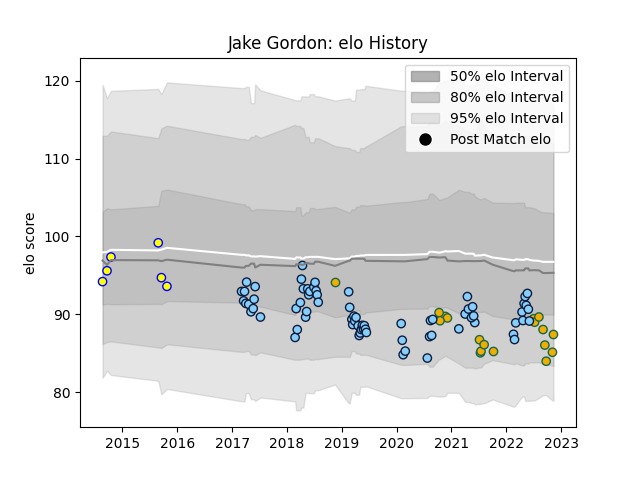 Jake Gordon: elo History
50% elo Interval
80% elo Interval
95% elo Interval
Post Match elo
elo score
120
110
100
90
80
2015 2016 2017 2018 2019 2020 2021 2022 2023